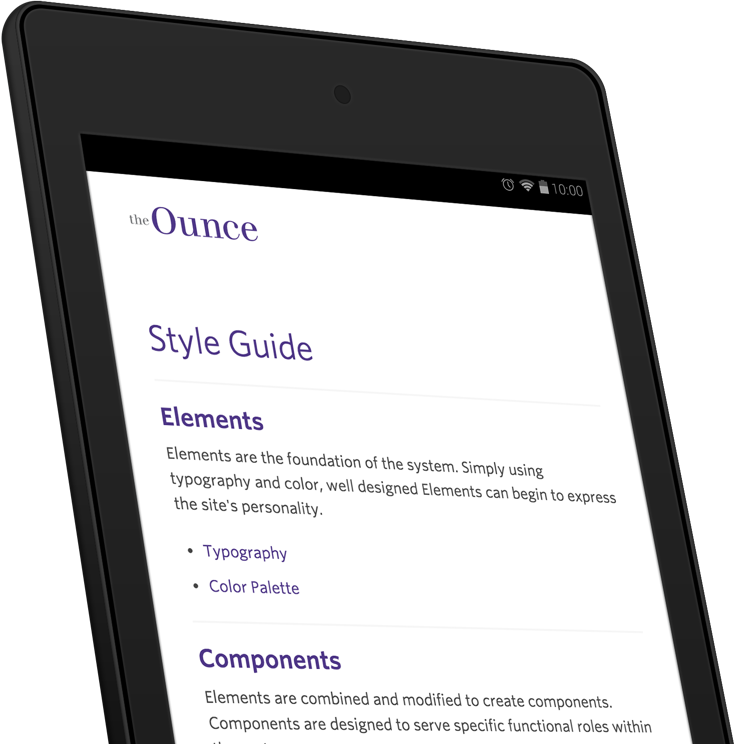 10:00
the Ounce
Style Guide
Elements
Elements are the foundation of the system. Simply using
typography and color, well designed Elements can begin to express
the site's personality.
• Typography
• Color Palette
Components
Elements are combined and modified to create components.
Components are designed to serve specific functional roles within